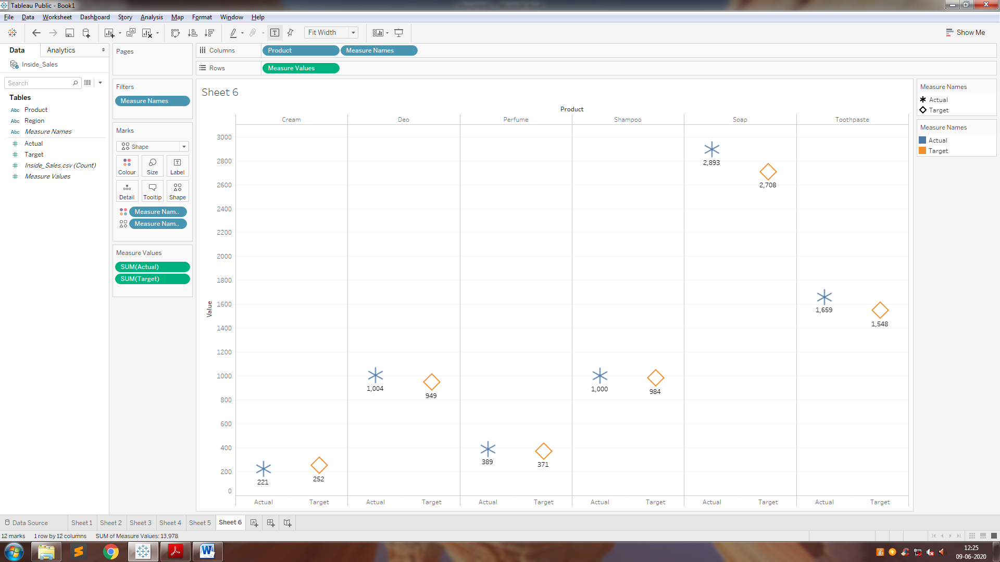 Tableau Public - Book1
File Data Worksheet Dashboard Story Analysis Map Format Window Help
Fit Width
Show Me
Data Analytics
Inside_Sales
Search
Tables
Abc Product
Abc Region
Abc Measure Names
# Actual
# Target
# Inside_Sales.csv (Count)
# Measure Values
Pages
Filters
Measure Names
Marks
Shape
Colour Size Label
Detail Tooltip Shape
Measure Nam..
Measure Nam..
Measure Values
SUM(Actual)
SUM(Target)
Columns Product Measure Names
Rows Measure Values
Sheet 6
Product
Cream Deo Perfume Shampoo Soap Toothpaste
Value
3000
2800
2600
2400
2200
2000
1800
1600
1400
1200
1000
800
600
400
200
0
221
252
1,004
949
389
371
1,000
984
2,893
2,708
1,659
1,548
Actual Target Actual Target Actual Target Actual Target Actual Target Actual Target
Measure Names
Actual
Target
Measure Names
Actual
Target
Data Source Sheet 1 Sheet 2 Sheet 3 Sheet 4 Sheet 5 Sheet 6
12 marks 1 row by 12 columns SUM of Measure Values: 13,978
12:25
09-06-2020